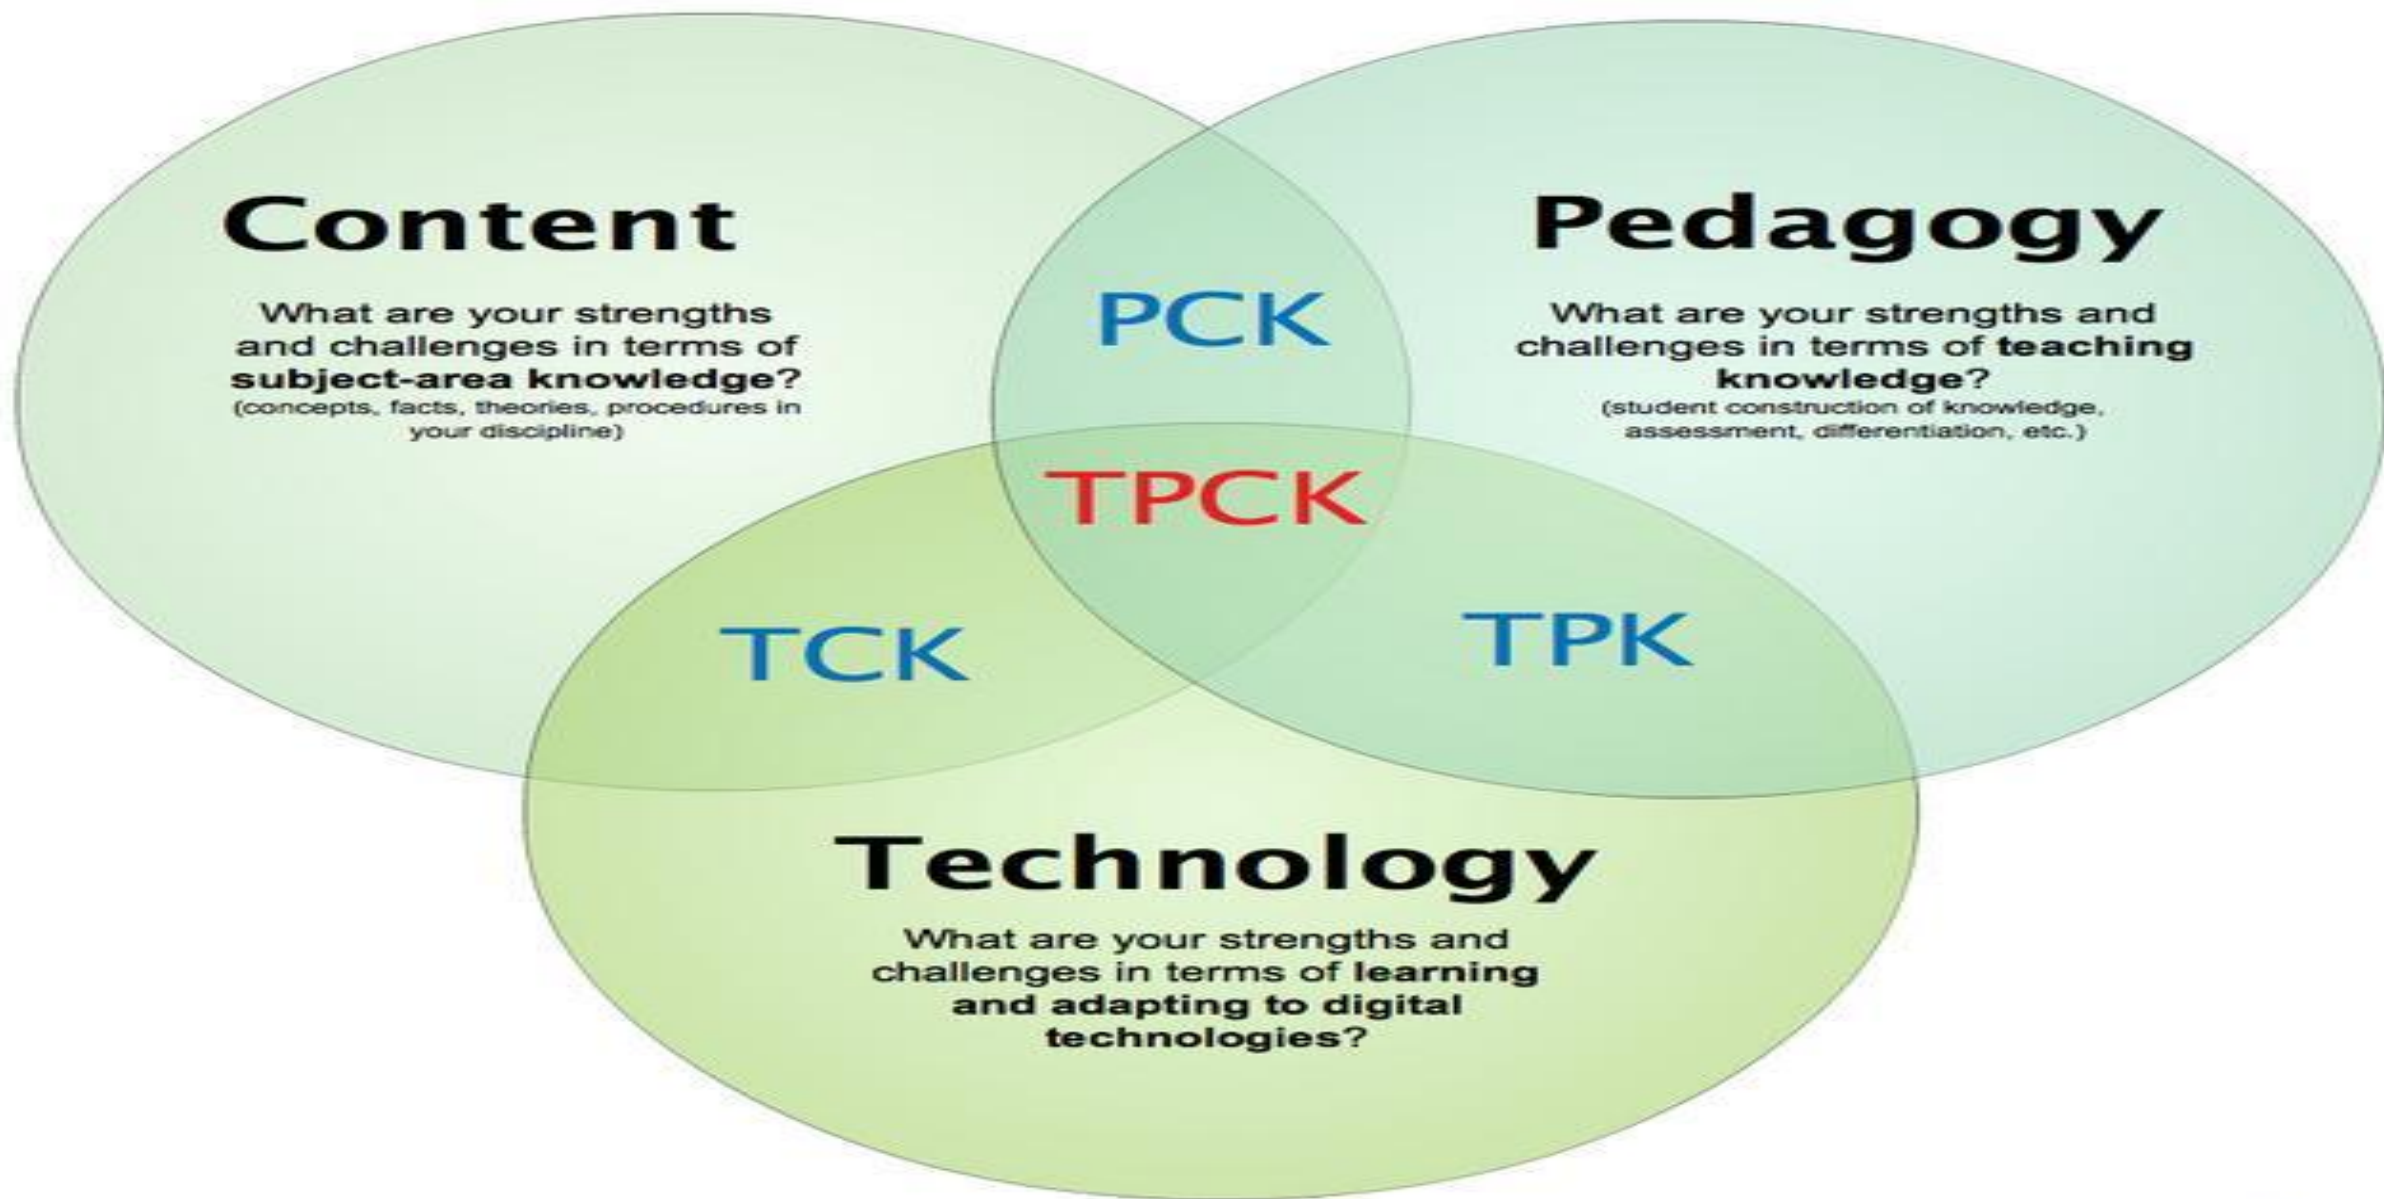 Content
What are your strengths
and challenges in terms of
subject-area knowledge?
(concepts, facts, theories, procedures in
your discipline)
PCK
Pedagogy
What are your strengths and
challenges in terms of teaching
knowledge?
(student construction of knowledge,
assessment, differentiation, etc.)
TPCK
TCK
TPK
Technology
What are your strengths and
challenges in terms of learning
and adapting to digital
technologies?